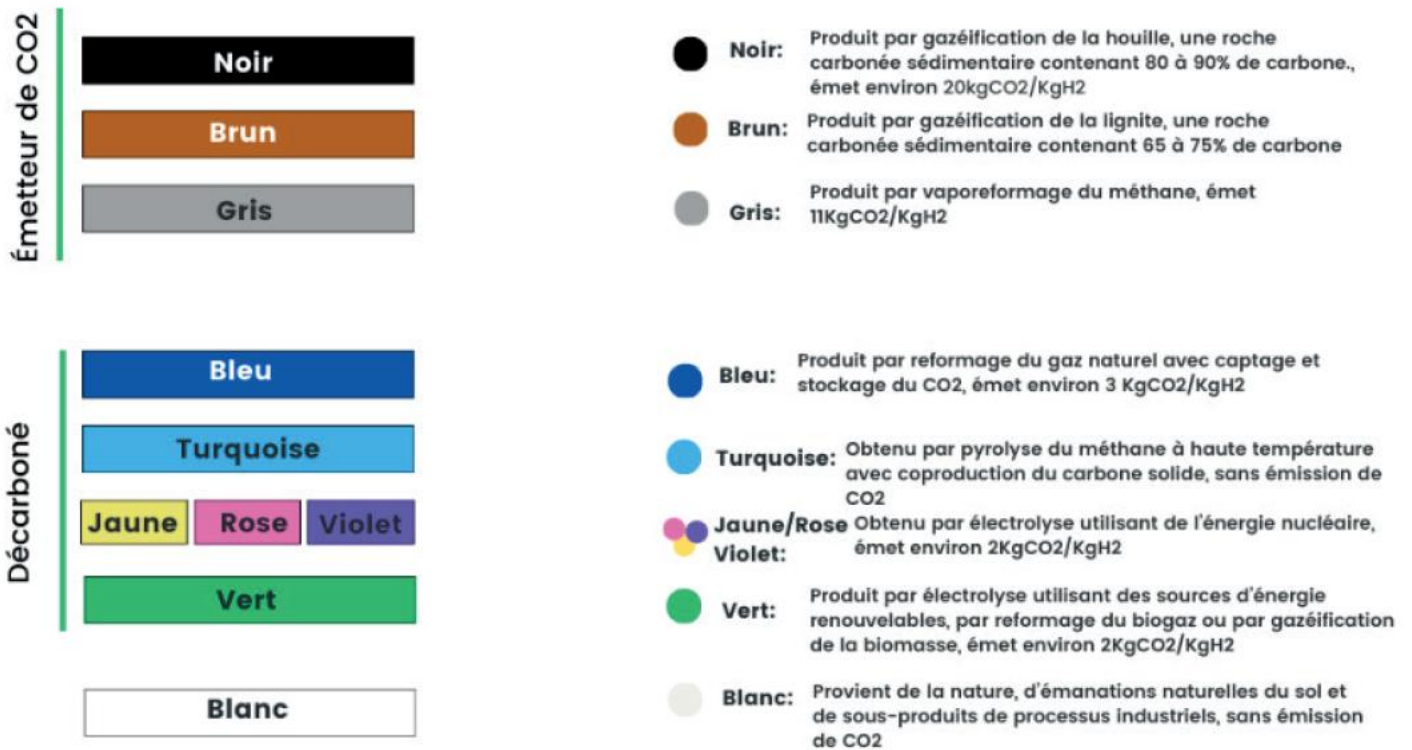 Émetteur de CO2
Noir
Brun
Gris
Noir: Produit par gazéification de la houille, une roche
carbonée sédimentaire contenant 80 à 90% de carbone.,
émet environ 20kgCO2/KgH2
Brun: Produit par gazéification de la lignite, une roche
carbonée sédimentaire contenant 65 à 75% de carbone
Gris: Produit par vaporeformage du méthane, émet
11KgCO2/KgH2
Décarboné
Bleu
Turquoise
Jaune Rose Violet
Vert
Blanc
Bleu: Produit par reformage du gaz naturel avec captage et
stockage du CO2, émet environ 3 KgCO2/KgH2
Turquoise: Obtenu par pyrolyse du méthane à haute température
avec coproduction du carbone solide, sans émission de
CO2
Jaune/Rose Obtenu par électrolyse utilisant de l'énergie nucléaire,
Violet: émet environ 2KgCO2/KgH2
Vert: Produit par électrolyse utilisant des sources d'énergie
renouvelables, par reformage du biogaz ou par gazéification
de la biomasse, émet environ 2KgCO2/KgH2
Blanc: Provient de la nature, d'émanations naturelles du sol et
de sous-produits de processus industriels, sans émission
de CO2